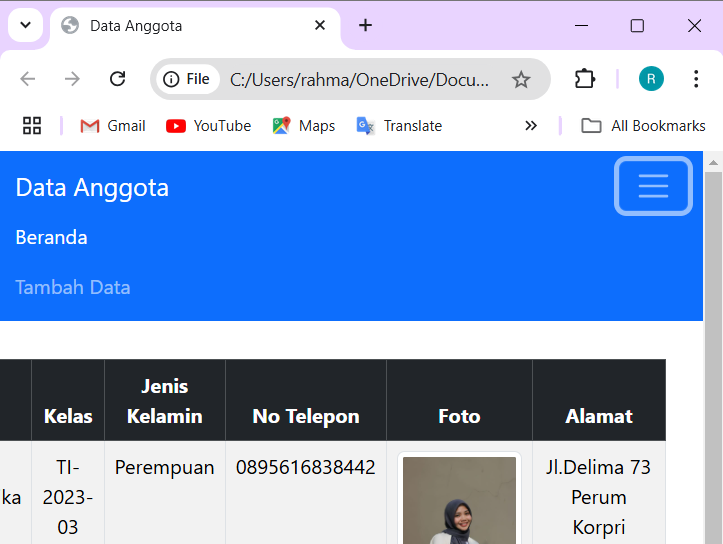 Data Anggota
File C:/Users/rahma/OneDrive/Docu... R
Gmail YouTube Maps Translate » All Bookmarks
Data Anggota
Beranda
Tambah Data
Kelas Jenis Kelamin No Telepon Foto Alamat
ka TI-2023-03 Perempuan 0895616838442 Jl.Delima 73 Perum Korpri